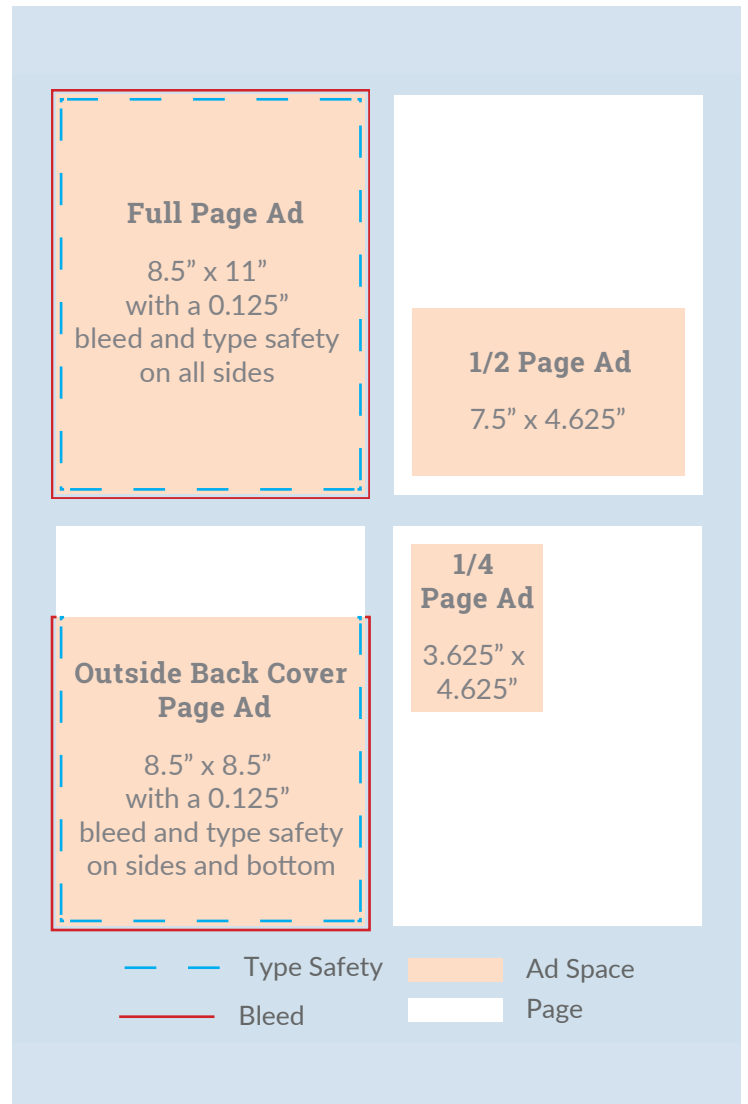 Full Page Ad
8.5” x 11”
with a 0.125”
bleed and type safety
on all sides
1/2 Page Ad
7.5” x 4.625”
Outside Back Cover
Page Ad
8.5” x 8.5”
with a 0.125”
bleed and type safety
on sides and bottom
1/4
Page Ad
3.625” x
4.625”
Type Safety
Ad Space
Bleed
Page